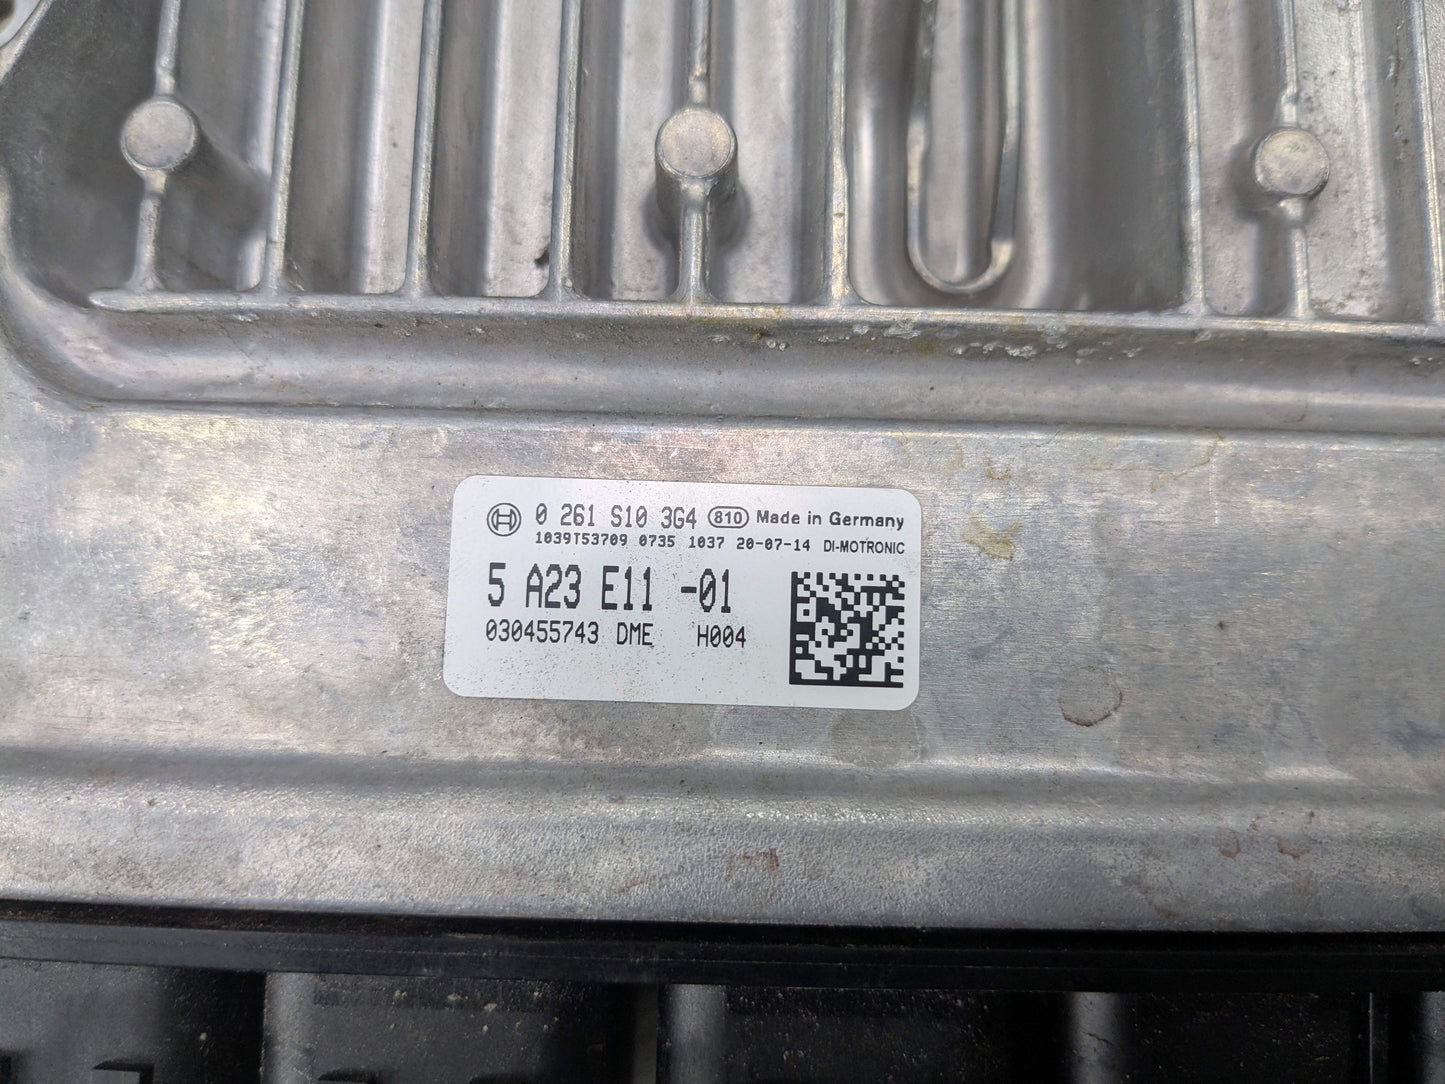 0 261 S10 3G4 810 Made in Germany
1039T53709 0735 1037 20-07-14 DI-MOTRONIC
5 A23 E11 -01
030455743 DME H004